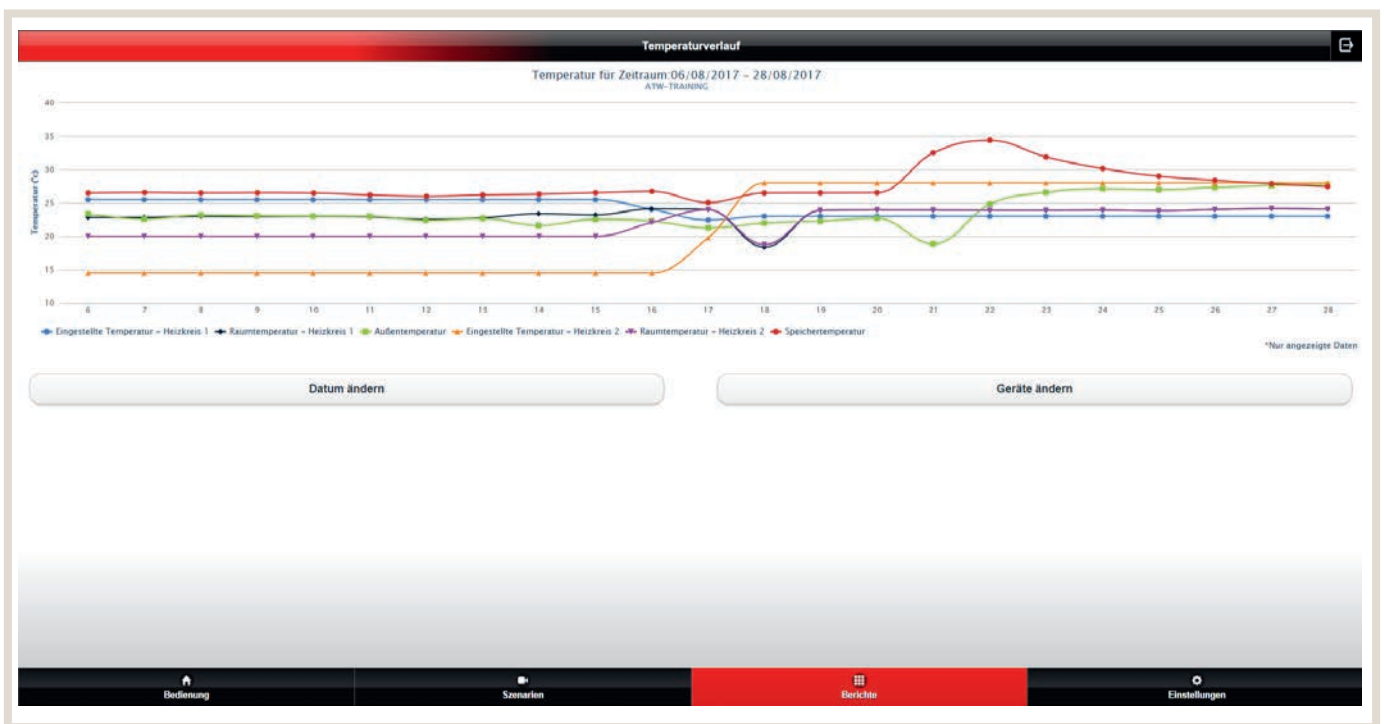 Temperaturverlauf
Temperatur für Zeitraum:06/08/2017 – 28/08/2017
ATW-TRAINING
Temperatur (°c)
40
35
30
25
20
15
10
6 7 8 9 10 11 12 13 14 15 16 17 18 19 20 21 22 23 24 25 26 27 28
Eingestellte Temperatur – Heizkreis 1 Raumtemperatur – Heizkreis 1 Außentemperatur Eingestellte Temperatur – Heizkreis 2 Raumtemperatur – Heizkreis 2 Speichertemperatur
*Nur angezeigte Daten
Datum ändern Geräte ändern
Bedienung Szenarien Berichte Einstellungen